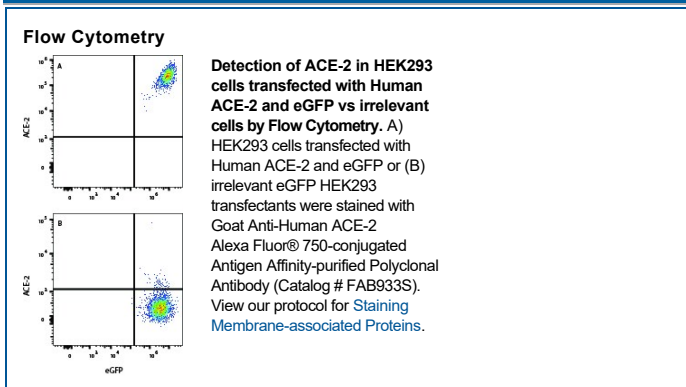 Flow Cytometry
A
ACE-2
0
B
ACE-2
0
0
eGFP
Detection of ACE-2 in HEK293
cells transfected with Human
ACE-2 and eGFP vs irrelevant
cells by Flow Cytometry. A)
HEK293 cells transfected with
Human ACE-2 and eGFP or (B)
irrelevant eGFP HEK293
transfectants were stained with
Goat Anti-Human ACE-2
Alexa Fluor® 750-conjugated
Antigen Affinity-purified Polyclonal
Antibody (Catalog # FAB933S).
View our protocol for Staining
Membrane-associated Proteins.